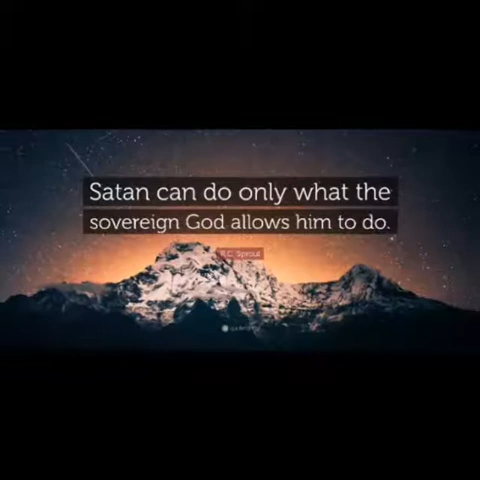 Satan can do only what the
sovereign God allows him to do.
R.C. Sproul